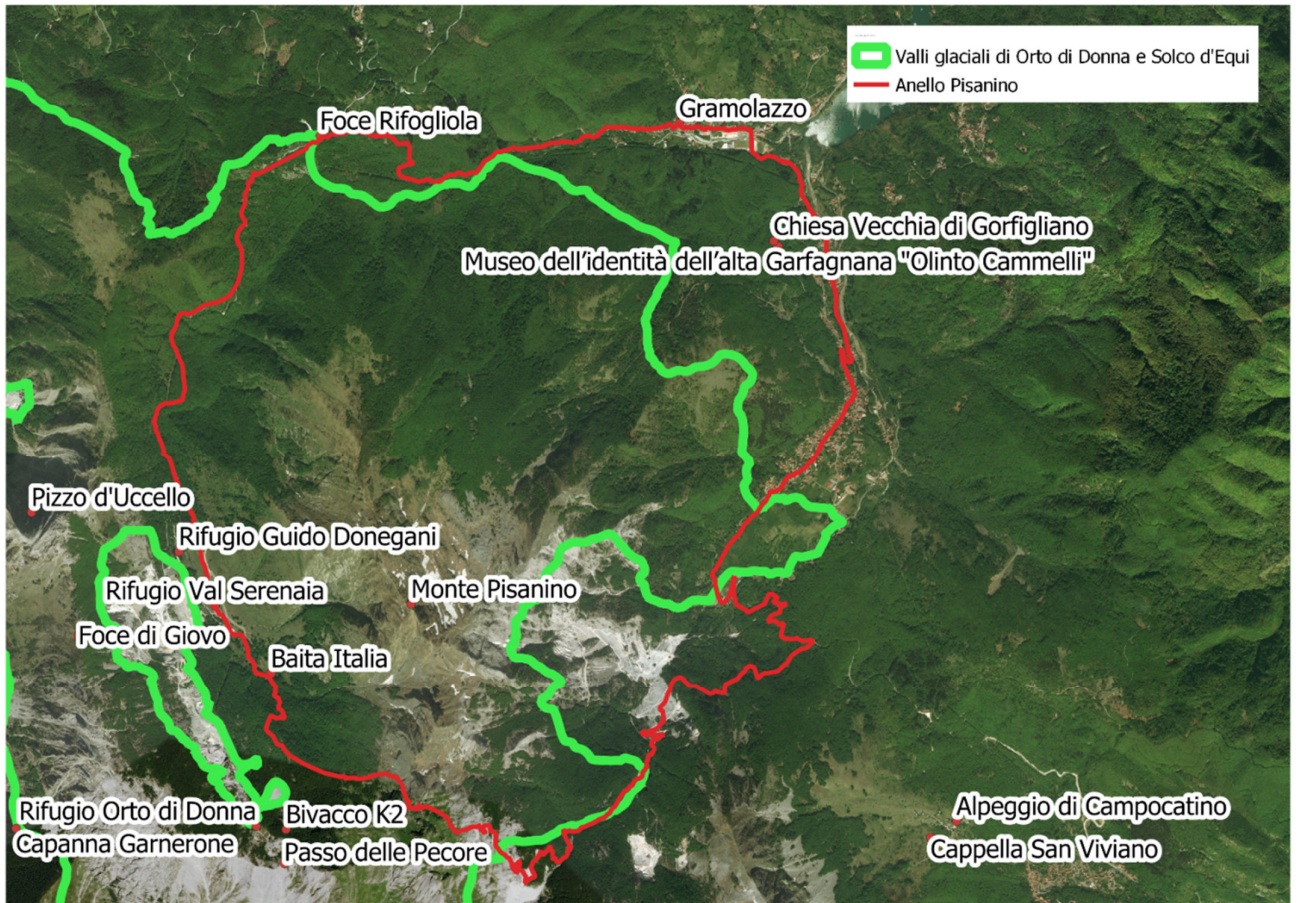 Valli glaciali di Orto di Donna e Solco d'Equi
Anello Pisanino
Gramolazzo
Foce Rifogliola
Chiesa Vecchia di Gorfigliano
Museo dell'identità dell'alta Garfagnana "Olinto Cammelli"
Pizzo d'Uccello
Rifugio Guido Donegani
Rifugio Val Serenaia
Monte Pisanino
Foce di Giovo
Baita Italia
Rifugio Orto di Donna
Bivacco K2
Alpeggio di Campocatino
Capanna Garnerone
Passo delle Pecore
Cappella San Viviano